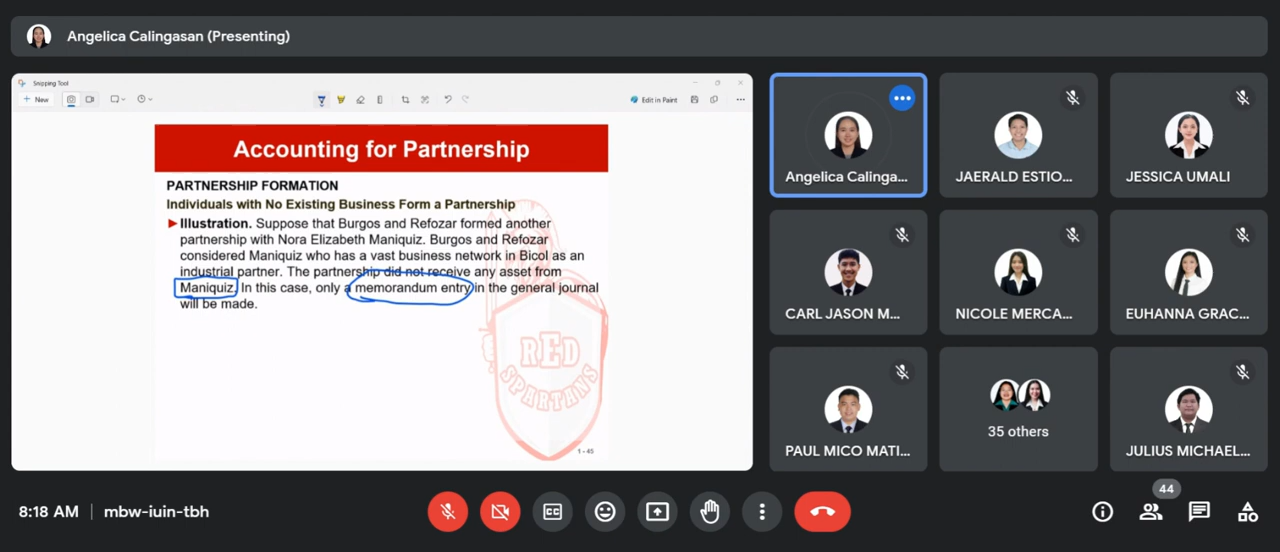 Angelica Calingasan (Presenting)
Snipping Tool
New
Edit in Paint
Accounting for Partnership
PARTNERSHIP FORMATION
Individuals with No Existing Business Form a Partnership
Illustration. Suppose that Burgos and Refozar formed another
partnership with Nora Elizabeth Maniquiz. Burgos and Refozar
considered Maniquiz who has a vast business network in Bicol as an
industrial partner. The partnership did not receive any asset from
Maniquiz. In this case, only a memorandum entry in the general journal
will be made.
RED
SPARTANS
1 - 45
Angelica Calinga...
JAERALD ESTIO...
JESSICA UMALI
CARL JASON M...
NICOLE MERCA...
EUHANNA GRAC...
PAUL MICO MATI...
35 others
JULIUS MICHAEL...
8:18 AM | mbw-iuin-tbh
CC
44